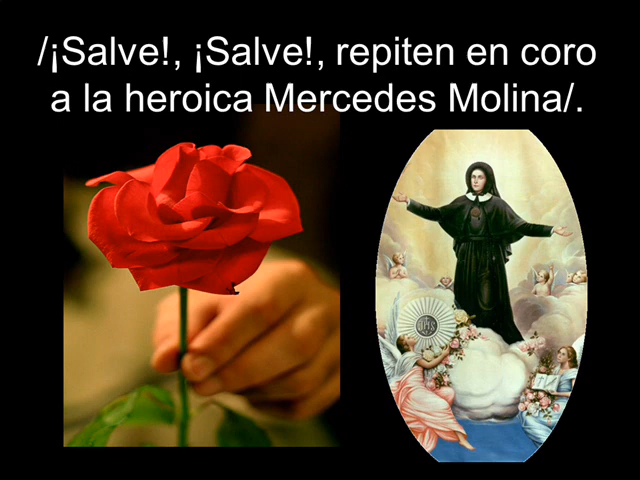 /¡Salve!, ¡Salve!, repiten en coro
a la heroica Mercedes Molina/.